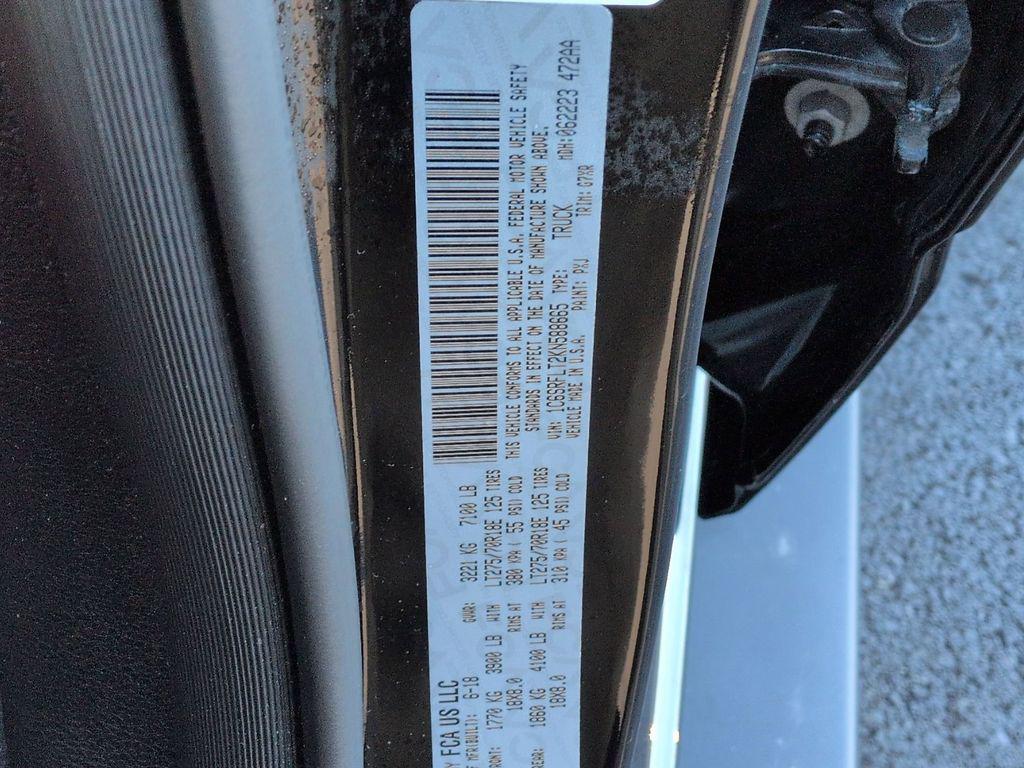 Y FCA US LLC
OF MFR(BUILT): 6-18 GVWR: 3221 KG 7100 LB
FRONT: 1770 KG 3900 LB WITH LT275/70R18E 125 TIRES
18X8.0 RIMS AT 380 KPA ( 55 PSI) COLD
REAR: 1860 KG 4100 LB WITH LT275/70R18E 125 TIRES
18X8.0 RIMS AT 310 KPA ( 45 PSI) COLD
THIS VEHICLE CONFORMS TO ALL APPLICABLE U.S.A. FEDERAL MOTOR VEHICLE SAFETY
STANDARDS IN EFFECT ON THE DATE OF MANUFACTURE SHOWN ABOVE.
VIN: 1C6SRFLT2KN588665 TYPE: TRUCK MDH:062223 472AA
VEHICLE MADE IN U.S.A. PAINT: PXJ TRIM: G7XR